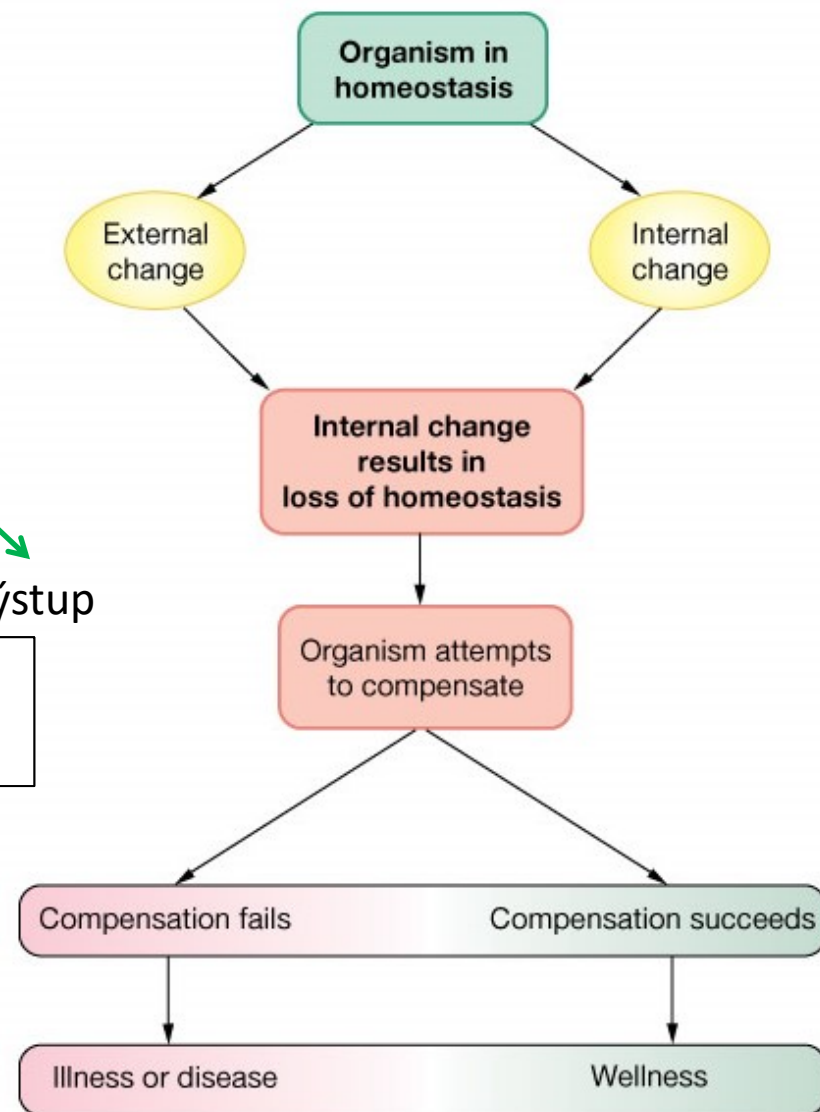 Organism in
homeostasis
External
change
Internal
change
Internal change
results in
loss of homeostasis
ýstup
Organism attempts
to compensate
Compensation fails
Compensation succeeds
Illness or disease
Wellness